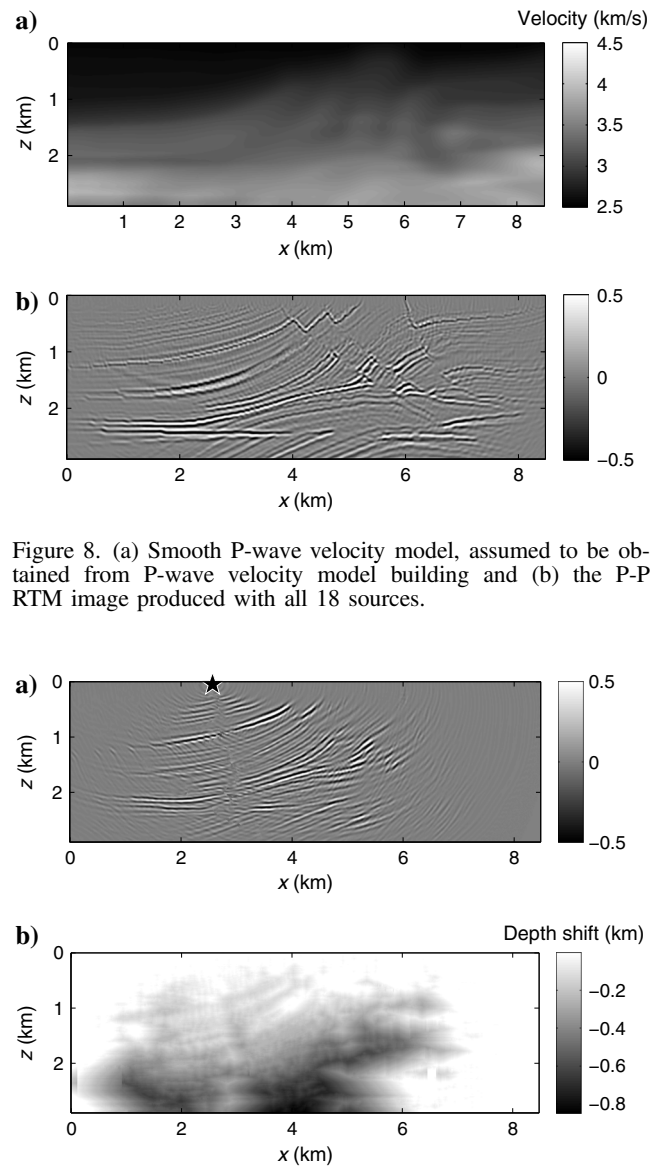 a)
Velocity (km/s)
0
1
2
z (km)
1 2 3 4 5 6 7 8
x (km)
4.5
4
3.5
3
2.5
b)
0
1
2
z (km)
0 2 4 6 8
x (km)
0.5
0
−0.5
Figure 8. (a) Smooth P-wave velocity model, assumed to be ob-
tained from P-wave velocity model building and (b) the P-P
RTM image produced with all 18 sources.
a)
0
1
2
z (km)
0 2 4 6 8
x (km)
0.5
0
−0.5
b)
Depth shift (km)
0
1
2
z (km)
0 2 4 6 8
x (km)
−0.2
−0.4
−0.6
−0.8